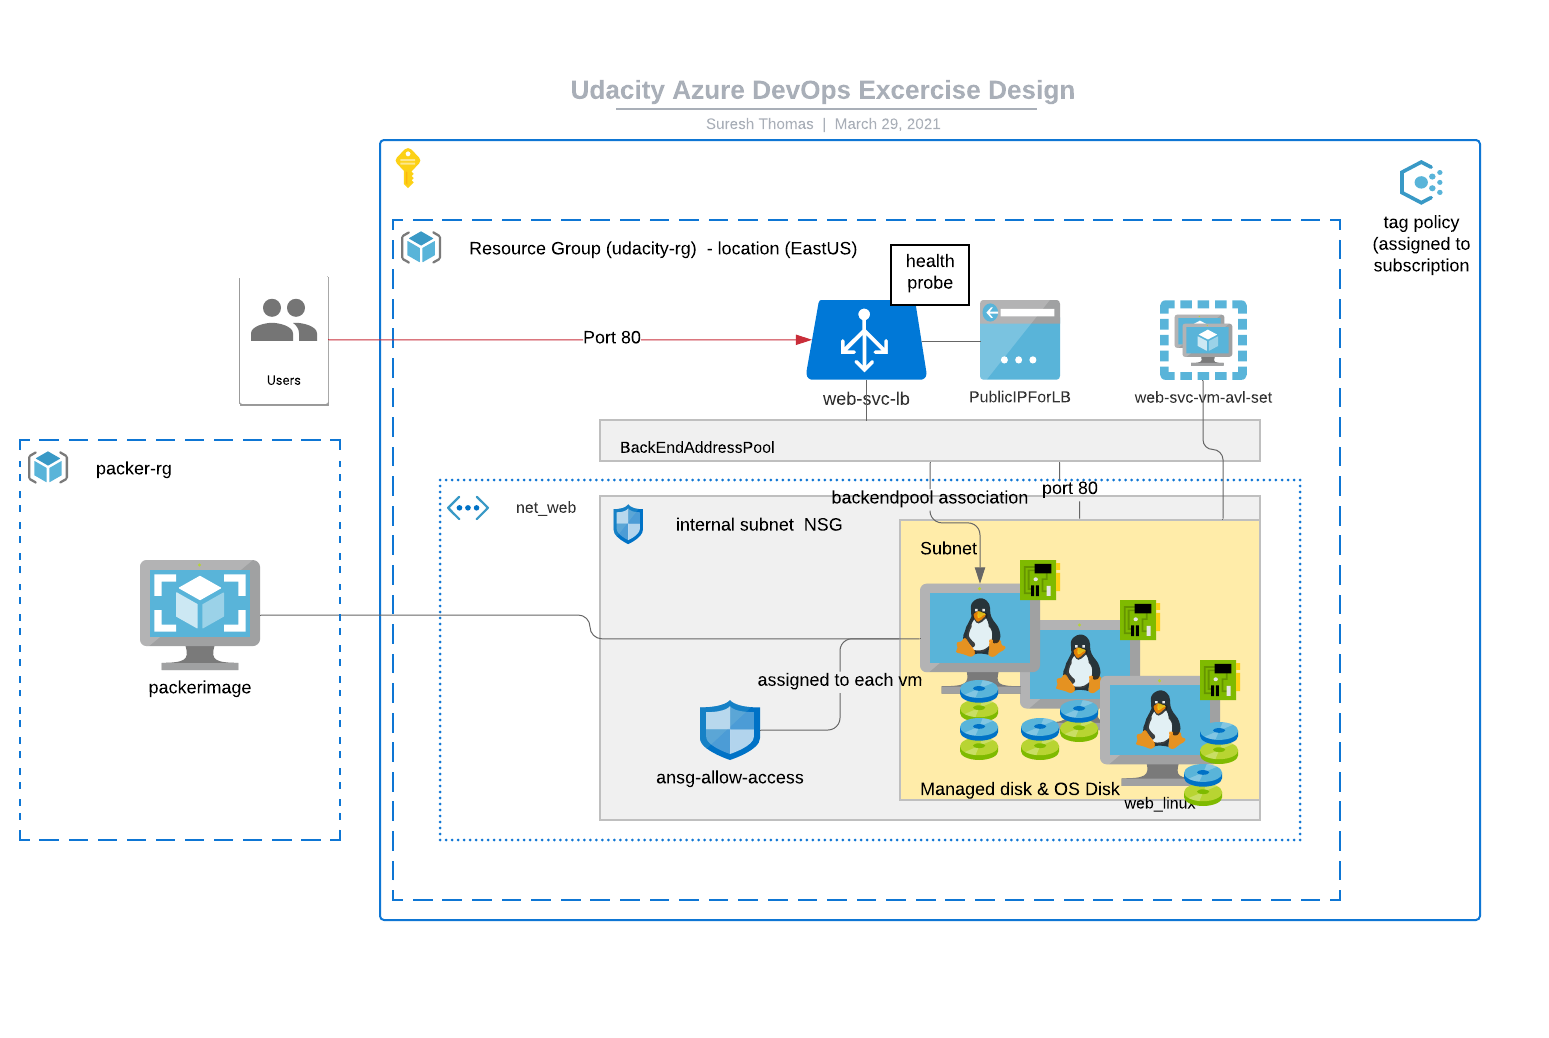 Udacity Azure DevOps Excercise Design
Suresh Thomas | March 29, 2021
tag policy
(assigned to
subscription
Resource Group (udacity-rg)  - location (EastUS)
health
probe
Port 80
Users
web-svc-lb
PublicIPForLB
web-svc-vm-avl-set
BackEndAddressPool
packer-rg
backendpool association
port 80
net_web
internal subnet  NSG
Subnet
packerimage
assigned to each vm
ansg-allow-access
Managed disk & OS Disk
web_linux